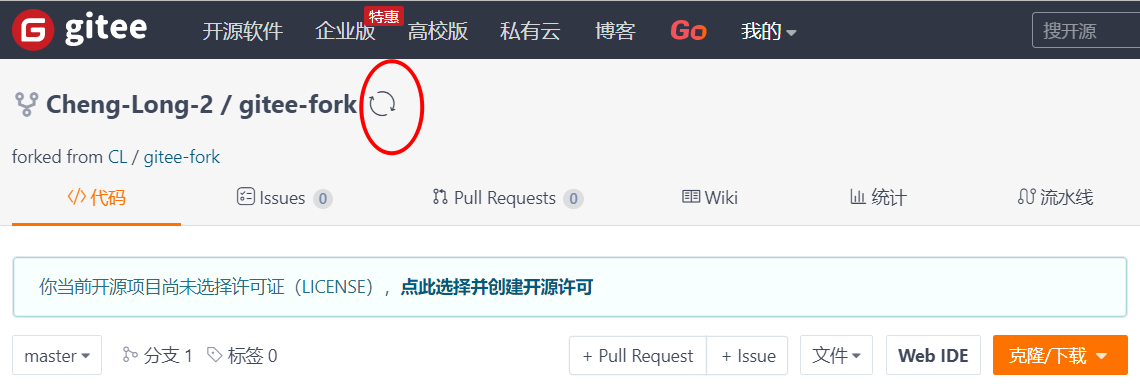 gitee 开源软件 企业版 特惠 高校版 私有云 博客 Go 我的 搜开源
Cheng-Long-2 / gitee-fork
forked from CL / gitee-fork
代码 Issues 0 Pull Requests 0 Wiki 统计 流水线
你当前开源项目尚未选择许可证（LICENSE），点此选择并创建开源许可
master 分支 1 标签 0 + Pull Request + Issue 文件 Web IDE 克隆/下载